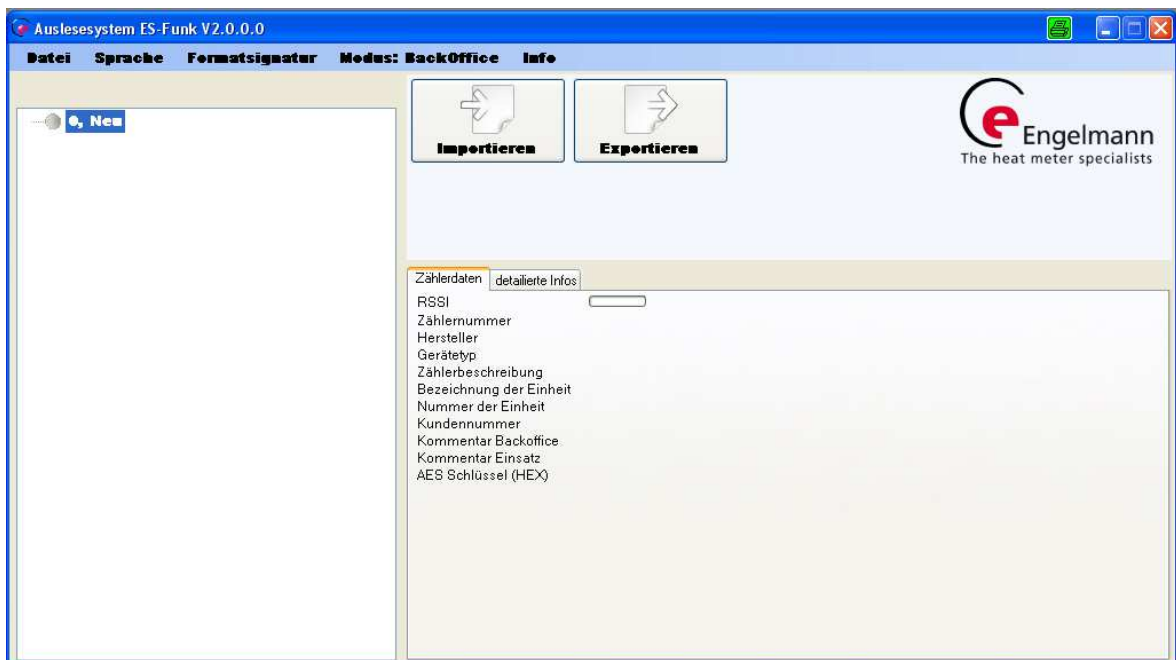 Auslesesystem ES-Funk V2.0.0.0
Datei Sprache Formatsignatur Modus: BackOffice Info
0, Neu
Importieren Exportieren
e Engelmann
The heat meter specialists
Zählerdaten detailierte Infos
RSSI
Zählernummer
Hersteller
Gerätetyp
Zählerbeschreibung
Bezeichnung der Einheit
Nummer der Einheit
Kundennummer
Kommentar Backoffice
Kommentar Einsatz
AES Schlüssel (HEX)